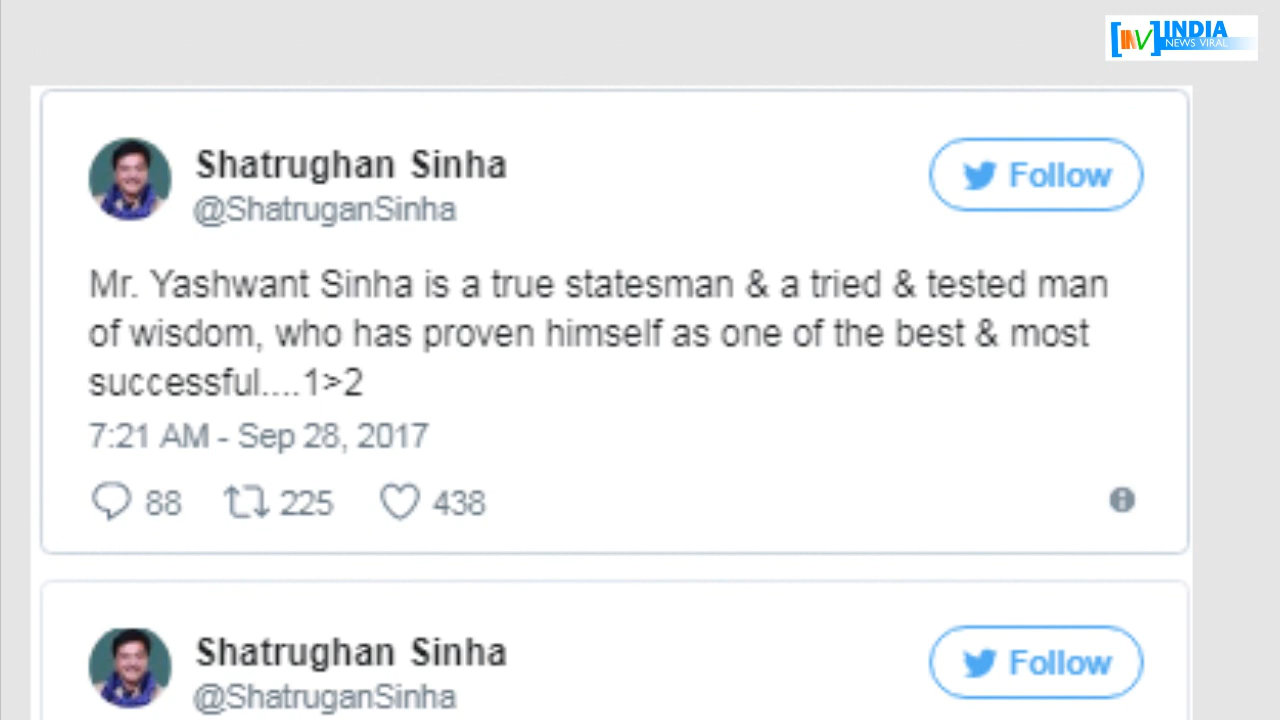 INDIA
NEWS VIRAL
Shatrughan Sinha
@ShatruganSinha
Follow
Mr. Yashwant Sinha is a true statesman & a tried & tested man
of wisdom, who has proven himself as one of the best & most
successful....1>2
7:21 AM - Sep 28, 2017
88 225 438
Shatrughan Sinha
@ShatruganSinha
Follow